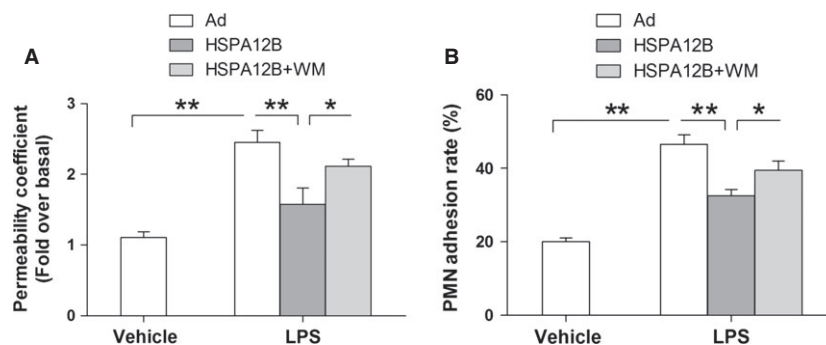 A
Ad
HSPA12B
HSPA12B+WM
Permeability coefficient
(Fold over basal)
3
2
1
0
** ** *
Vehicle LPS
B
Ad
HSPA12B
HSPA12B+WM
PMN adhesion rate (%)
60
40
20
0
** ** *
Vehicle LPS